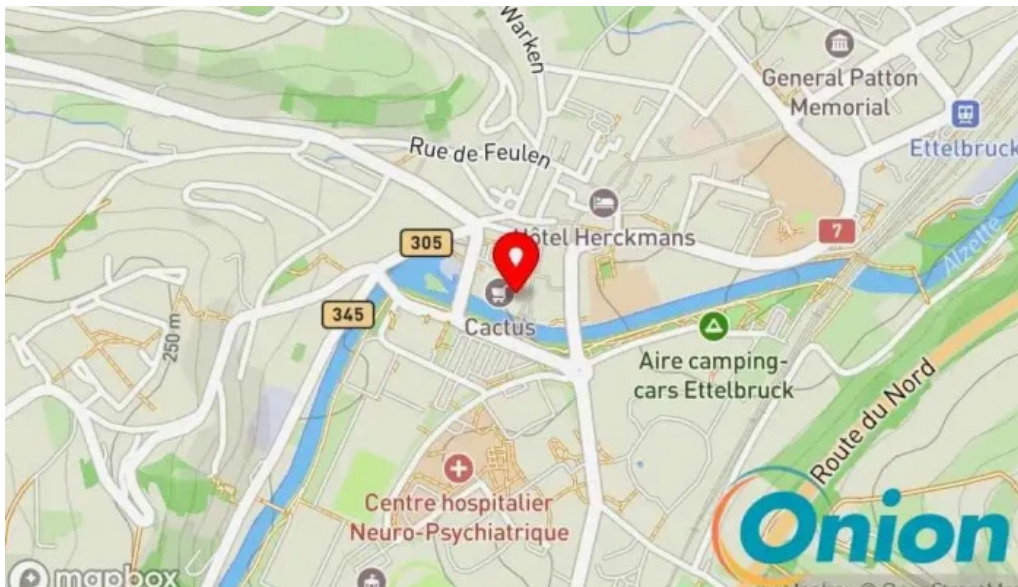 Warken
General Patton
Memorial
Ettelbruck
Rue de Feulen
Hôtel Herckmans
7
305
Alzette
345
Cactus
250 m
Aire camping-
cars Ettelbruck
Route du Nord
Centre hospitalier
Neuro-Psychiatrique
Onion
mapbox